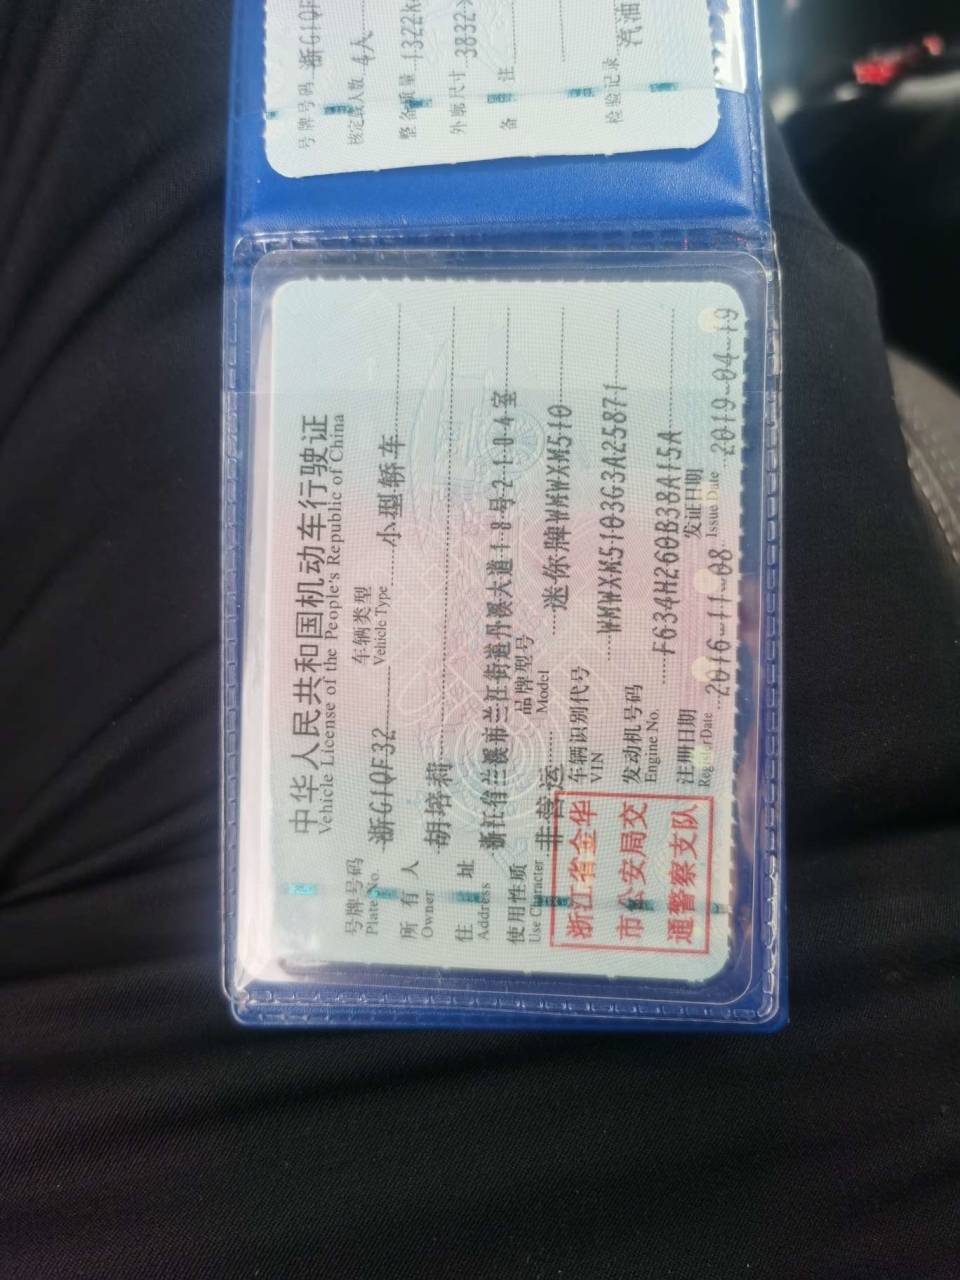 中华人民共和国机动车行驶证
Vehicle License of the People's Republic of China
号牌号码 浙G1QF32 车辆类型 小型轿车
Plate No. Vehicle Type
所有人 胡培莉
Owner
住址 浙江省兰溪市兰江街道丹溪大道18号2-1-804室
Address
使用性质 非营运 品牌型号 迷你牌WMWXM510
Use Character Model
车辆识别代号 WMWXM5103G3A25871
VIN
发动机号码 F634H260B38A15A
Engine No.
注册日期 2016-11-08 发证日期 2019-04-19
Register Date Issue Date
浙江省金华
市公安局交
通警察支队
号牌号码 浙G1QF
核定载人数 4人
整备质量 1322k
外廓尺寸 3832×
备注
检验记录 汽油